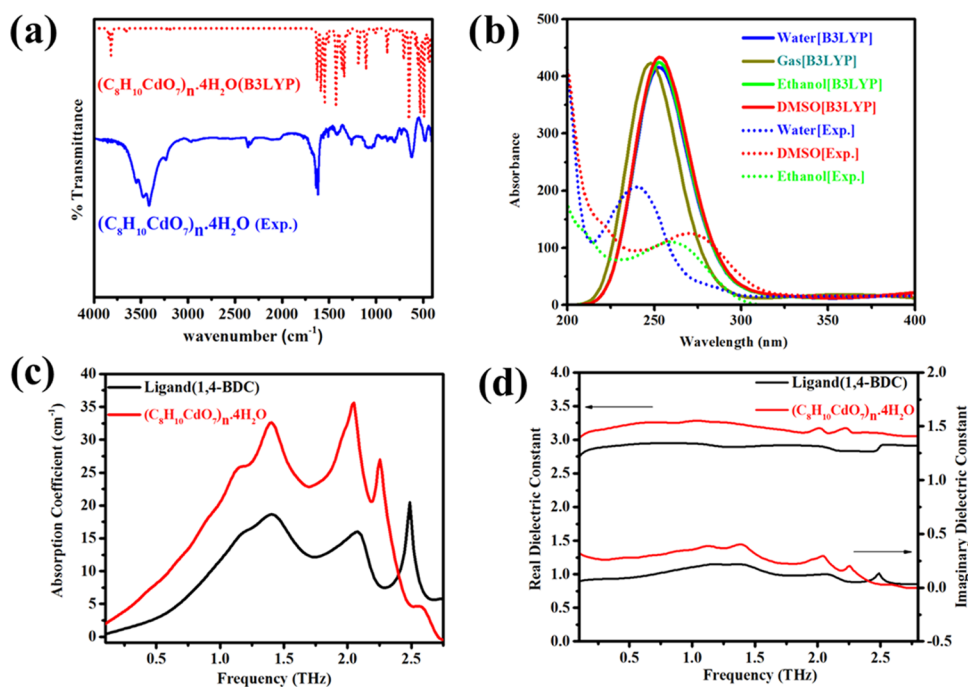 (a)
% Transmittance
(C8H10CdO7)n.4H2O(B3LYP)
(C8H10CdO7)n.4H2O (Exp.)
4000 3500 3000 2500 2000 1500 1000 500
wavenumber (cm-1)
(b)
Absorbance
500
400
300
200
100
0
Water[B3LYP]
Gas[B3LYP]
Ethanol[B3LYP]
DMSO[B3LYP]
Water[Exp.]
DMSO[Exp.]
Ethanol[Exp.]
200 250 300 350 400
Wavelength (nm)
(c)
Absorption Coefficient (cm-1)
40
35
30
25
20
15
10
5
0
Ligand(1,4-BDC)
(C8H10CdO7)n.4H2O
0.5 1.0 1.5 2.0 2.5
Frequency (THz)
(d)
Real Dielectric Constant
4.0
3.5
3.0
2.5
2.0
1.5
1.0
0.5
0.0
Ligand(1,4-BDC)
(C8H10CdO7)n.4H2O
2.0
1.5
1.0
0.5
0.0
-0.5
Imaginary Dielectric Constant
0.5 1.0 1.5 2.0 2.5
Frequency (THz)